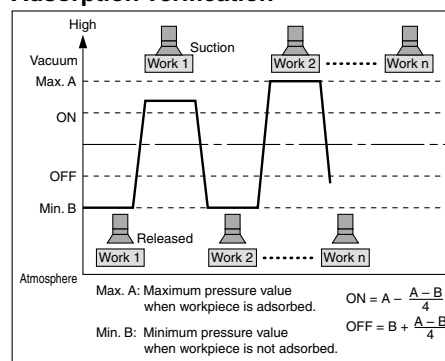 Adsorption Verification
High
Suction
Work 1
Work 2
Work n
Vacuum
Max. A
ON
OFF
Min. B
Released
Work 1
Work 2
Work n
Atmosphere
Max. A: Maximum pressure value
when workpiece is adsorbed.
Min. B: Minimum pressure value
when workpiece is not adsorbed.
ON = A – A – B
4
OFF = B + A – B
4